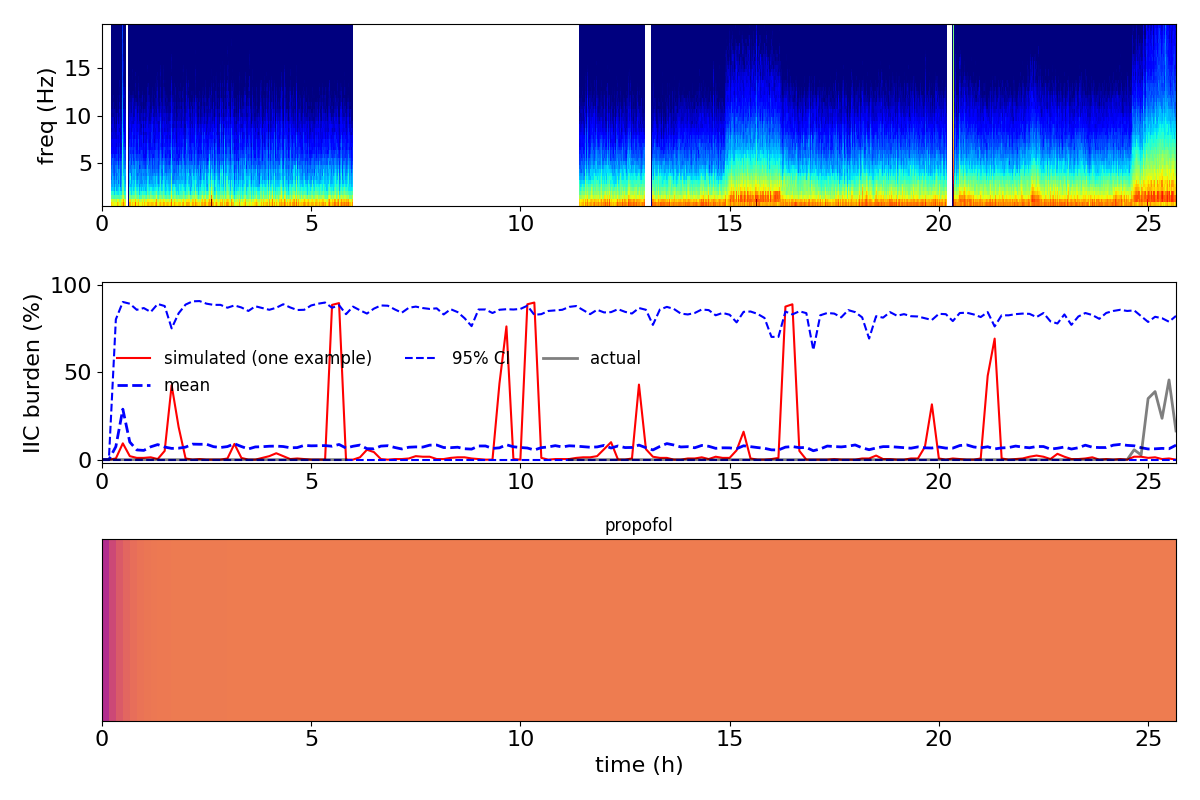 freq (Hz)
15
10
5
0 5 10 15 20 25
IIC burden (%)
100
50
0
simulated (one example) 95% CI actual
mean
0 5 10 15 20 25
propofol
0 5 10 15 20 25
time (h)